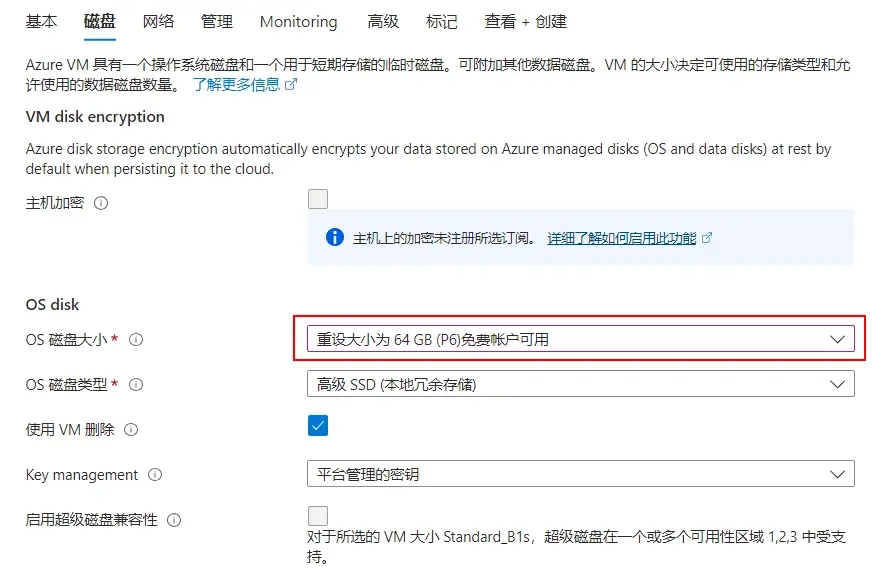 基本 磁盘 网络 管理 Monitoring 高级 标记 查看 + 创建
Azure VM 具有一个操作系统磁盘和一个用于短期存储的临时磁盘。可附加其他数据磁盘。VM 的大小决定可使用的存储类型和允
许使用的数据磁盘数量。 了解更多信息
VM disk encryption
Azure disk storage encryption automatically encrypts your data stored on Azure managed disks (OS and data disks) at rest by
default when persisting it to the cloud.
主机加密
主机上的加密未注册所选订阅。 详细了解如何启用此功能
OS disk
OS 磁盘大小 * 重设大小为 64 GB (P6)免费帐户可用
OS 磁盘类型 * 高级 SSD (本地冗余存储)
使用 VM 删除
Key management 平台管理的密钥
启用超级磁盘兼容性
对于所选的 VM 大小 Standard_B1s，超级磁盘在一个或多个可用性区域 1,2,3 中受支
持。